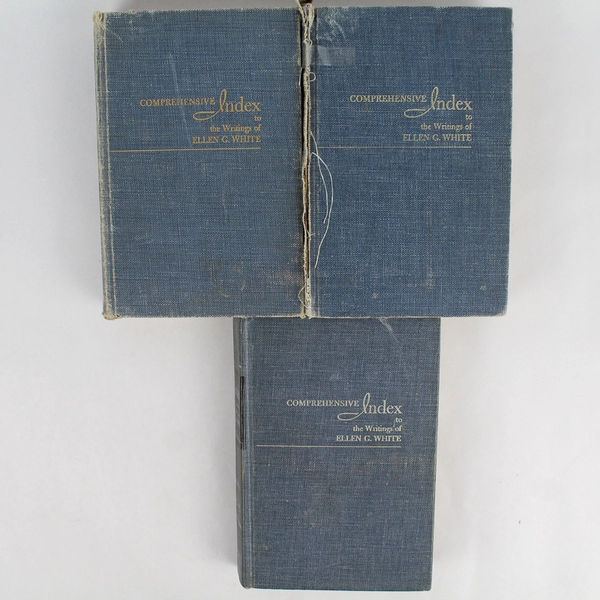 COMPREHENSIVE Index
to
the Writings of
ELLEN G. WHITE
COMPREHENSIVE Index
to
the Writings of
ELLEN G. WHITE
COMPREHENSIVE Index
to
the Writings of
ELLEN G. WHITE